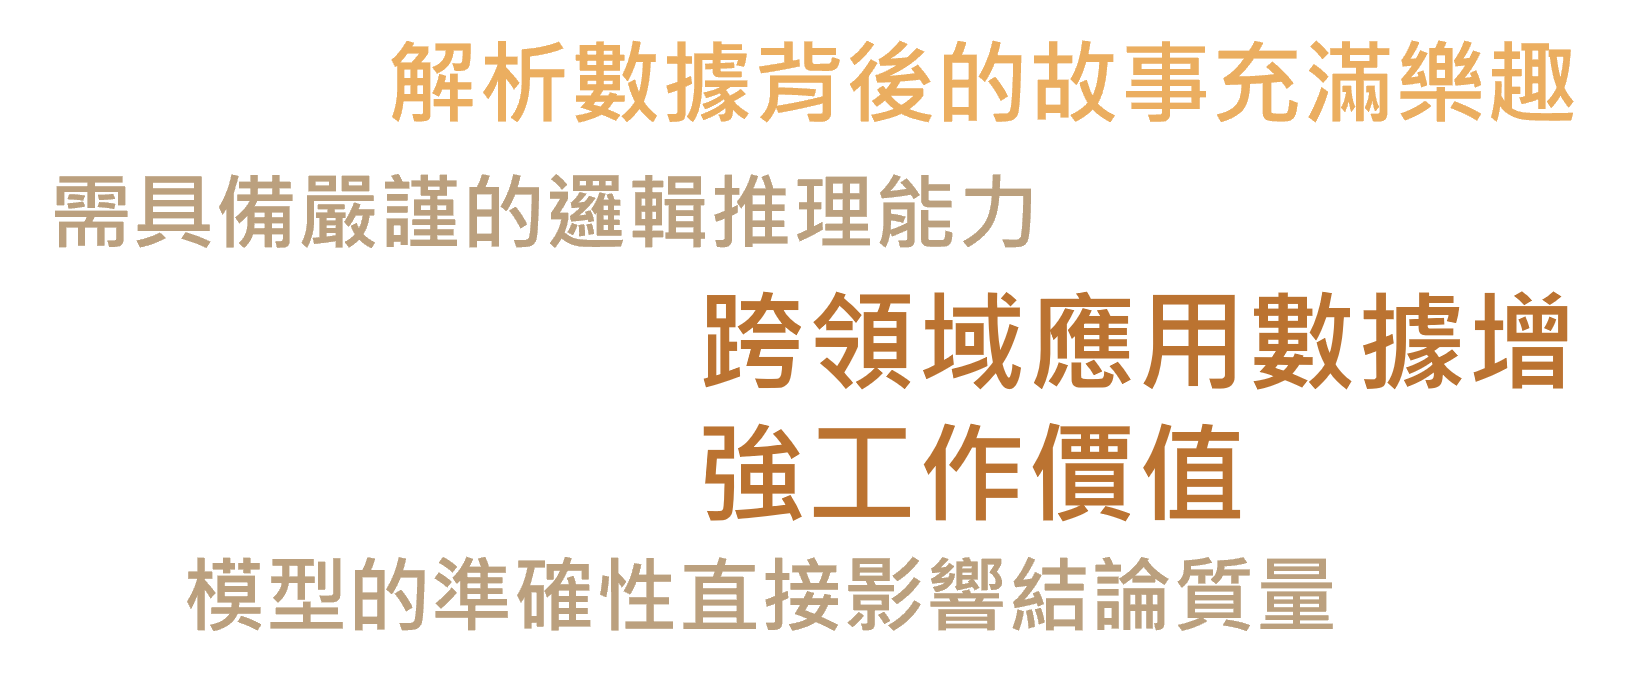 解析數據背後的故事充滿樂趣
需具備嚴謹的邏輯推理能力
跨領域應用數據增
強工作價值
模型的準確性直接影響結論質量